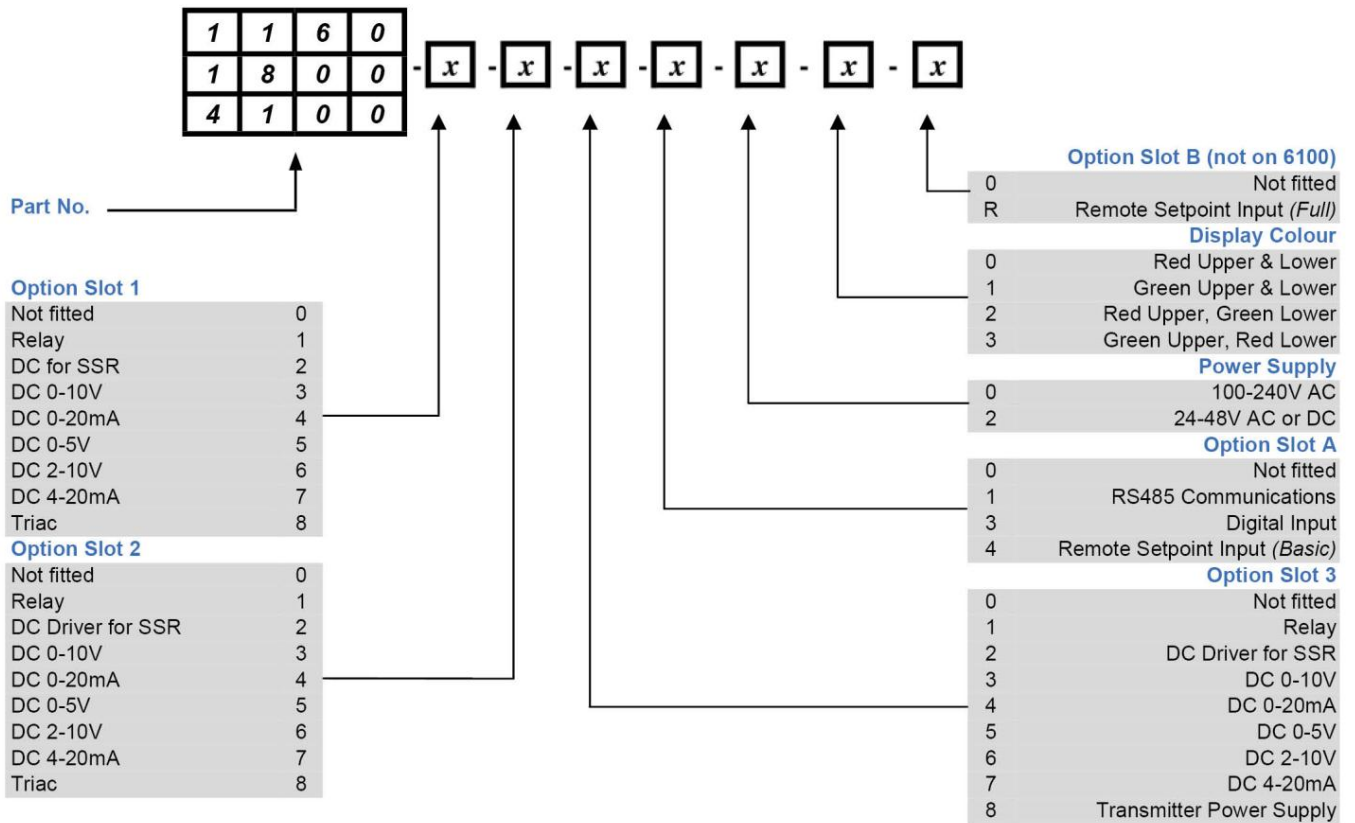 1 1 6 0
1 8 0 0
4 1 0 0
- x - x - x - x - x - x - x
Part No.
Option Slot 1
Not fitted 0
Relay 1
DC for SSR 2
DC 0-10V 3
DC 0-20mA 4
DC 0-5V 5
DC 2-10V 6
DC 4-20mA 7
Triac 8
Option Slot 2
Not fitted 0
Relay 1
DC Driver for SSR 2
DC 0-10V 3
DC 0-20mA 4
DC 0-5V 5
DC 2-10V 6
DC 4-20mA 7
Triac 8
Option Slot B (not on 6100)
0 Not fitted
R Remote Setpoint Input (Full)
Display Colour
0 Red Upper & Lower
1 Green Upper & Lower
2 Red Upper, Green Lower
3 Green Upper, Red Lower
Power Supply
0 100-240V AC
2 24-48V AC or DC
Option Slot A
0 Not fitted
1 RS485 Communications
3 Digital Input
4 Remote Setpoint Input (Basic)
Option Slot 3
0 Not fitted
1 Relay
2 DC Driver for SSR
3 DC 0-10V
4 DC 0-20mA
5 DC 0-5V
6 DC 2-10V
7 DC 4-20mA
8 Transmitter Power Supply